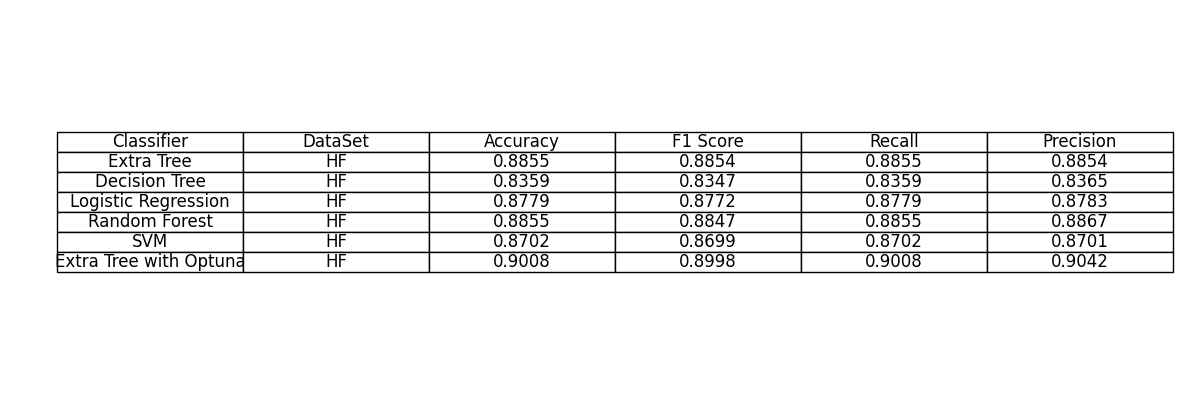 Classifier DataSet Accuracy F1 Score Recall Precision
Extra Tree HF 0.8855 0.8854 0.8855 0.8854
Decision Tree HF 0.8359 0.8347 0.8359 0.8365
Logistic Regression HF 0.8779 0.8772 0.8779 0.8783
Random Forest HF 0.8855 0.8847 0.8855 0.8867
SVM HF 0.8702 0.8699 0.8702 0.8701
Extra Tree with Optuna HF 0.9008 0.8998 0.9008 0.9042